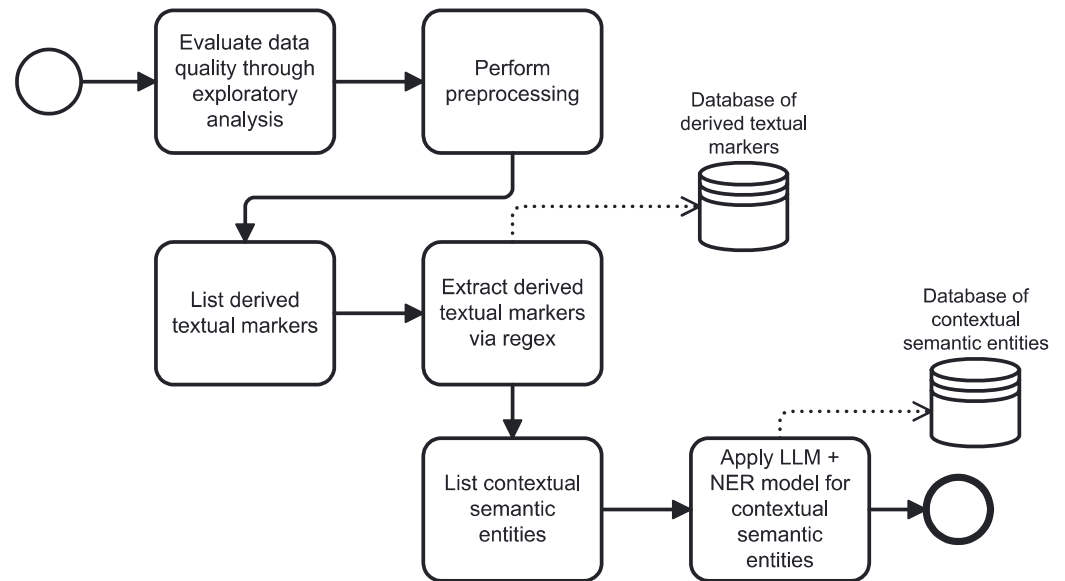 Evaluate data
quality through
exploratory
analysis
Perform
preprocessing
Database of
derived textual
markers
List derived
textual markers
Extract derived
textual markers
via regex
Database of
contextual
semantic entities
List contextual
semantic
entities
Apply LLM +
NER model for
contextual
semantic
entities